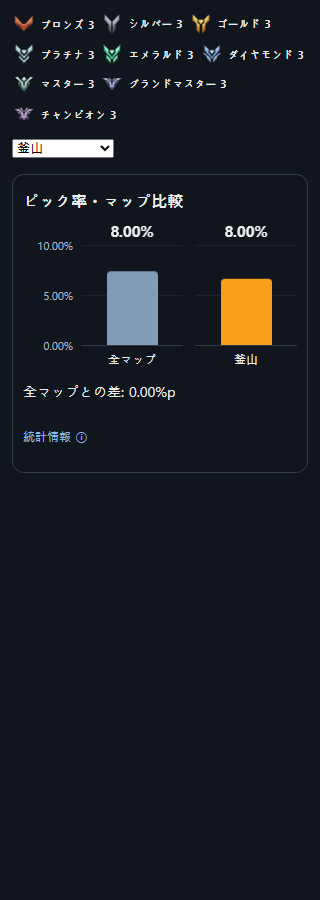 ブロンズ 3 シルバー 3 ゴールド 3
プラチナ 3 エメラルド 3 ダイヤモンド 3
マスター 3 グランドマスター 3
チャンピオン 3
釜山
ピック率・マップ比較
8.00% 8.00%
10.00%
5.00%
0.00%
全マップ 釜山
全マップとの差: 0.00%p
統計情報